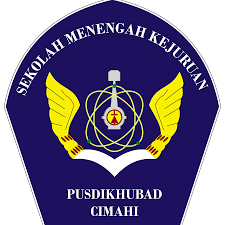 SEKOLAH MENENGAH KEJURUAN
PUSDIKHUBAD
CIMAHI